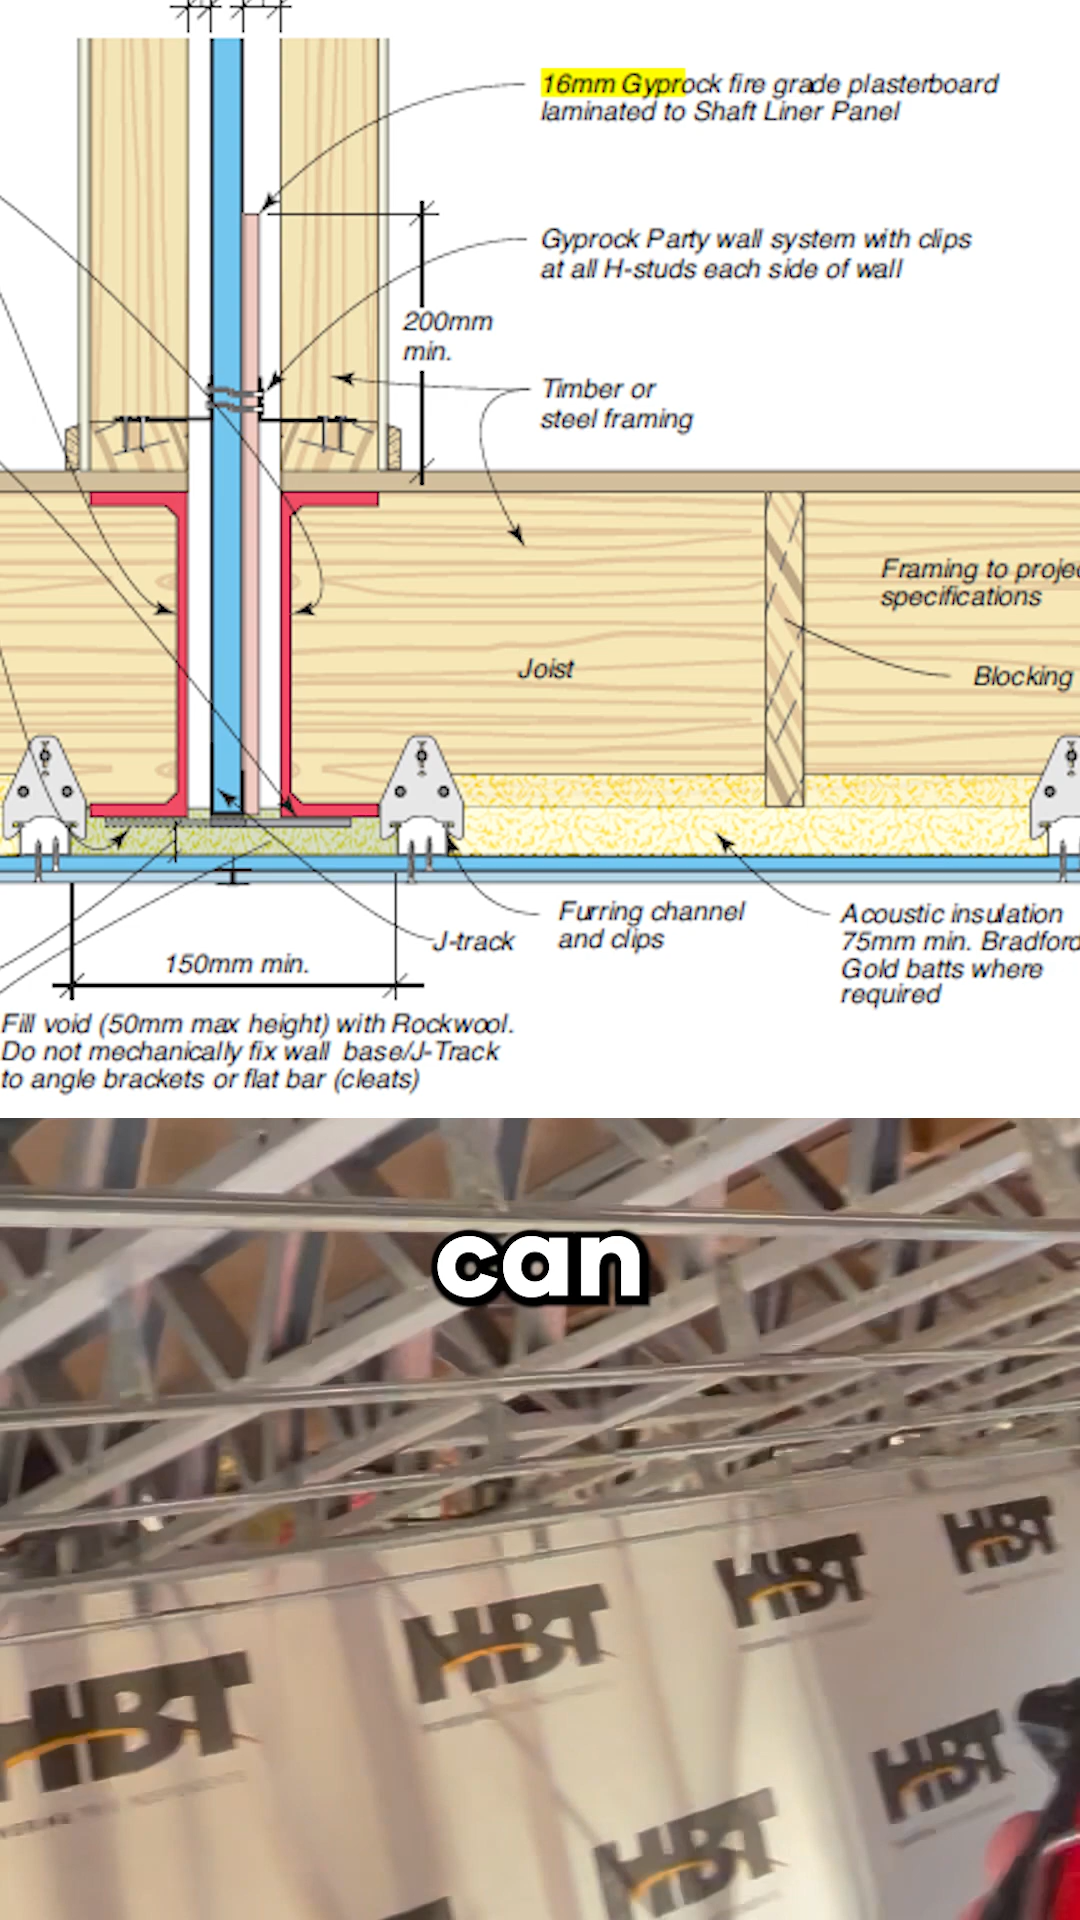 16mm Gyprock fire grade plasterboard
laminated to Shaft Liner Panel
Gyprock Party wall system with clips
at all H-studs each side of wall
200mm
min.
Timber or
steel framing
Framing to proje
specifications
Joist
Blocking
Furring channel
and clips
Acoustic insulation
75mm min. Bradford
Gold batts where
required
J-track
150mm min.
Fill void (50mm max height) with Rockwool.
Do not mechanically fix wall base/J-Track
to angle brackets or flat bar (cleats)
can
HBT
HBT
HBT
HBT
HBT
HBT